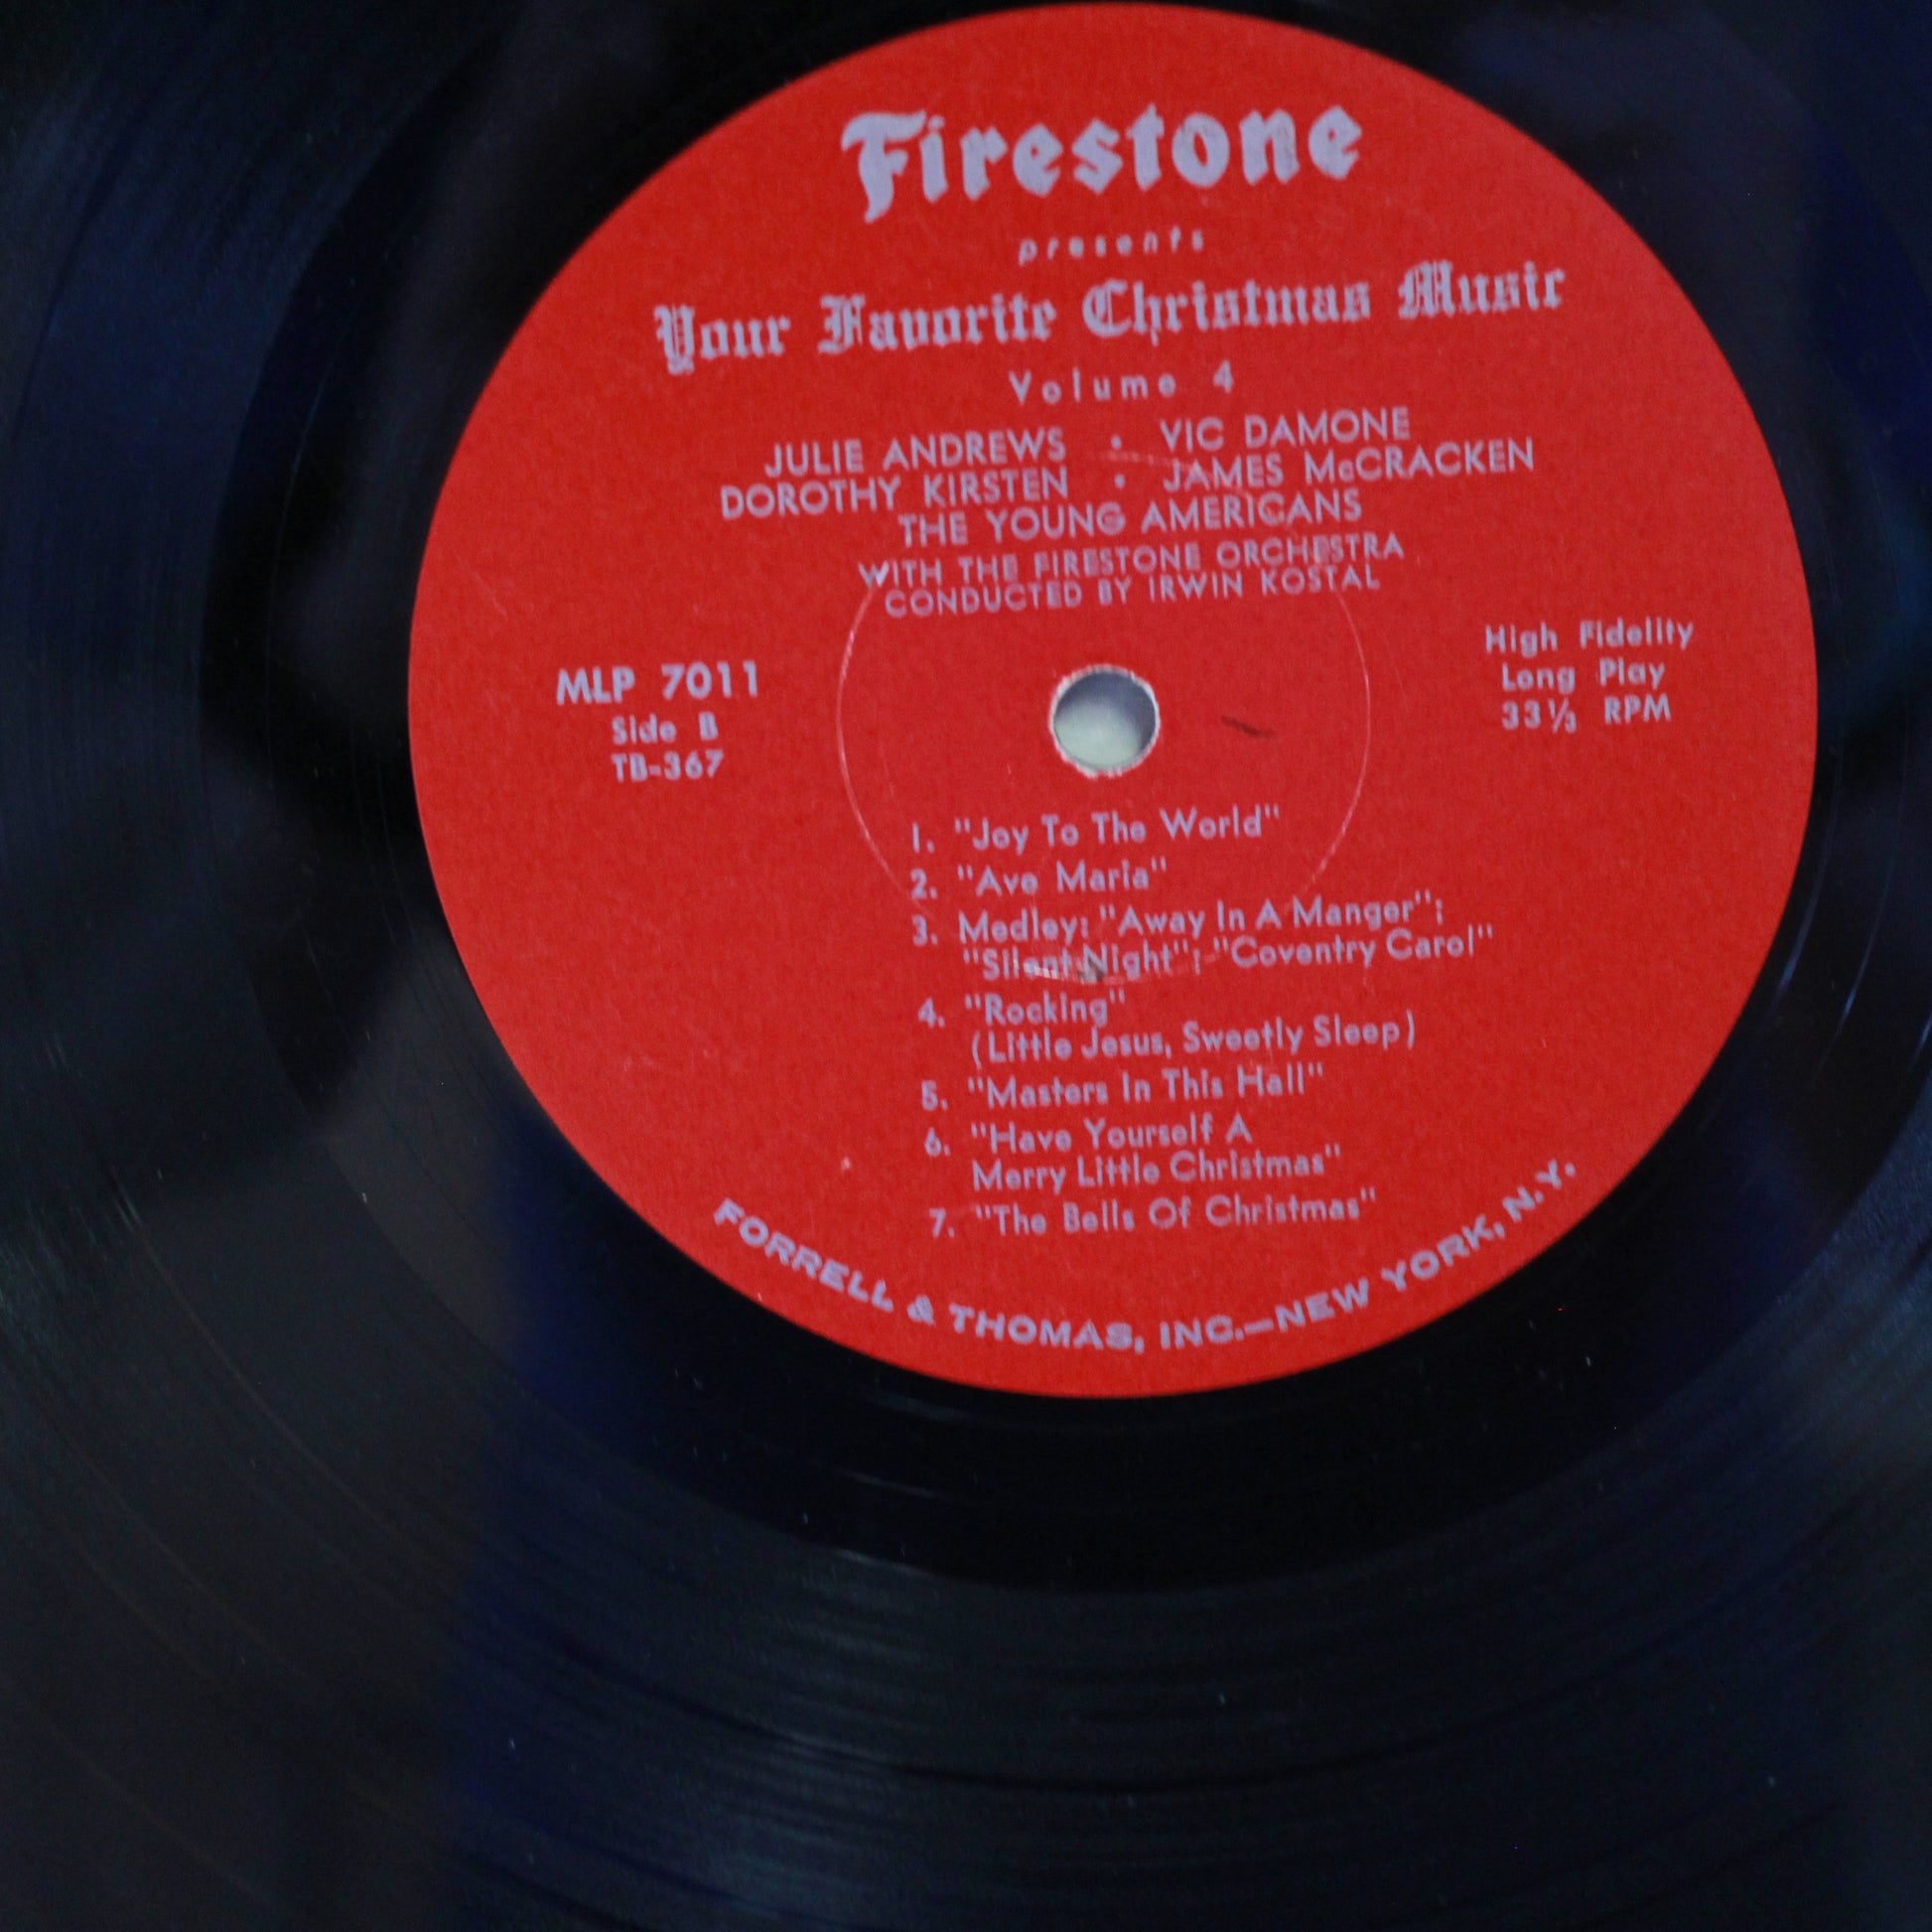 Firestone
presents
Your Favorite Christmas Music
Volume 4
JULIE ANDREWS • VIC DAMONE
DOROTHY KIRSTEN • JAMES McCRACKEN
THE YOUNG AMERICANS
WITH THE FIRESTONE ORCHESTRA
CONDUCTED BY IRWIN KOSTAL
MLP 7011
Side B
TB-367
High Fidelity
Long Play
33⅓ RPM
1. "Joy To The World"
2. "Ave Maria"
3. Medley: "Away In A Manger";
"Silent Night"; "Coventry Carol"
4. "Rocking"
(Little Jesus, Sweetly Sleep)
5. "Masters In This Hall"
6. "Have Yourself A
Merry Little Christmas"
7. "The Bells Of Christmas"
FORRELL & THOMAS, INC.—NEW YORK, N.Y.